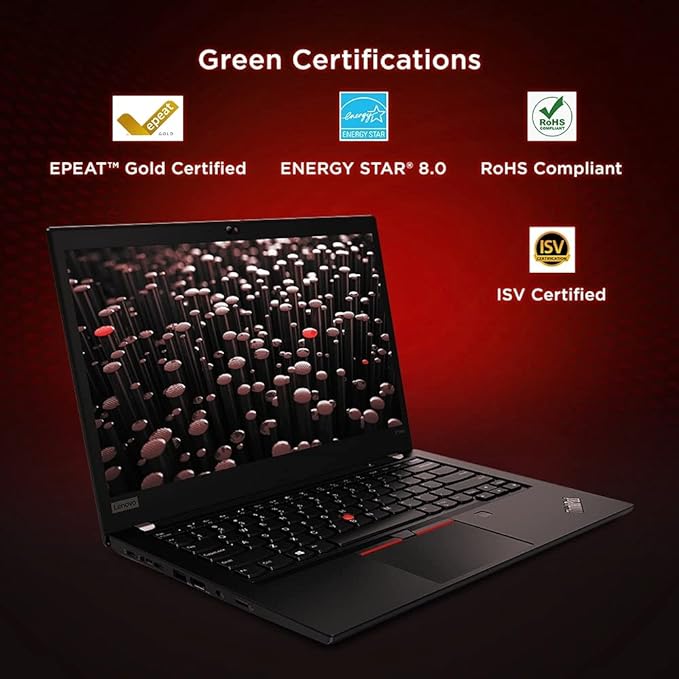 Green Certifications
epeat
GOLD
energy
ENERGY STAR
RoHS
COMPLIANT
ISV
CERTIFICATION
EPEAT™ Gold Certified
ENERGY STAR® 8.0
RoHS Compliant
ISV Certified
Lenovo
ThinkPad